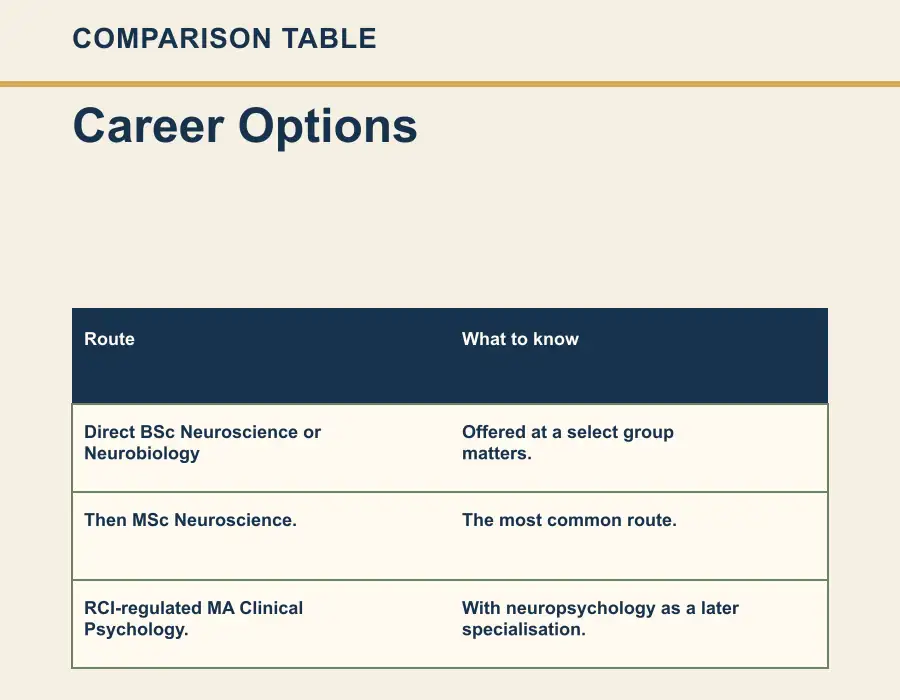 COMPARISON TABLE
Career Options
Route
What to know
Direct BSc Neuroscience or
Neurobiology
Offered at a select group
matters.
Then MSc Neuroscience.
The most common route.
RCI-regulated MA Clinical
Psychology.
With neuropsychology as a later
specialisation.